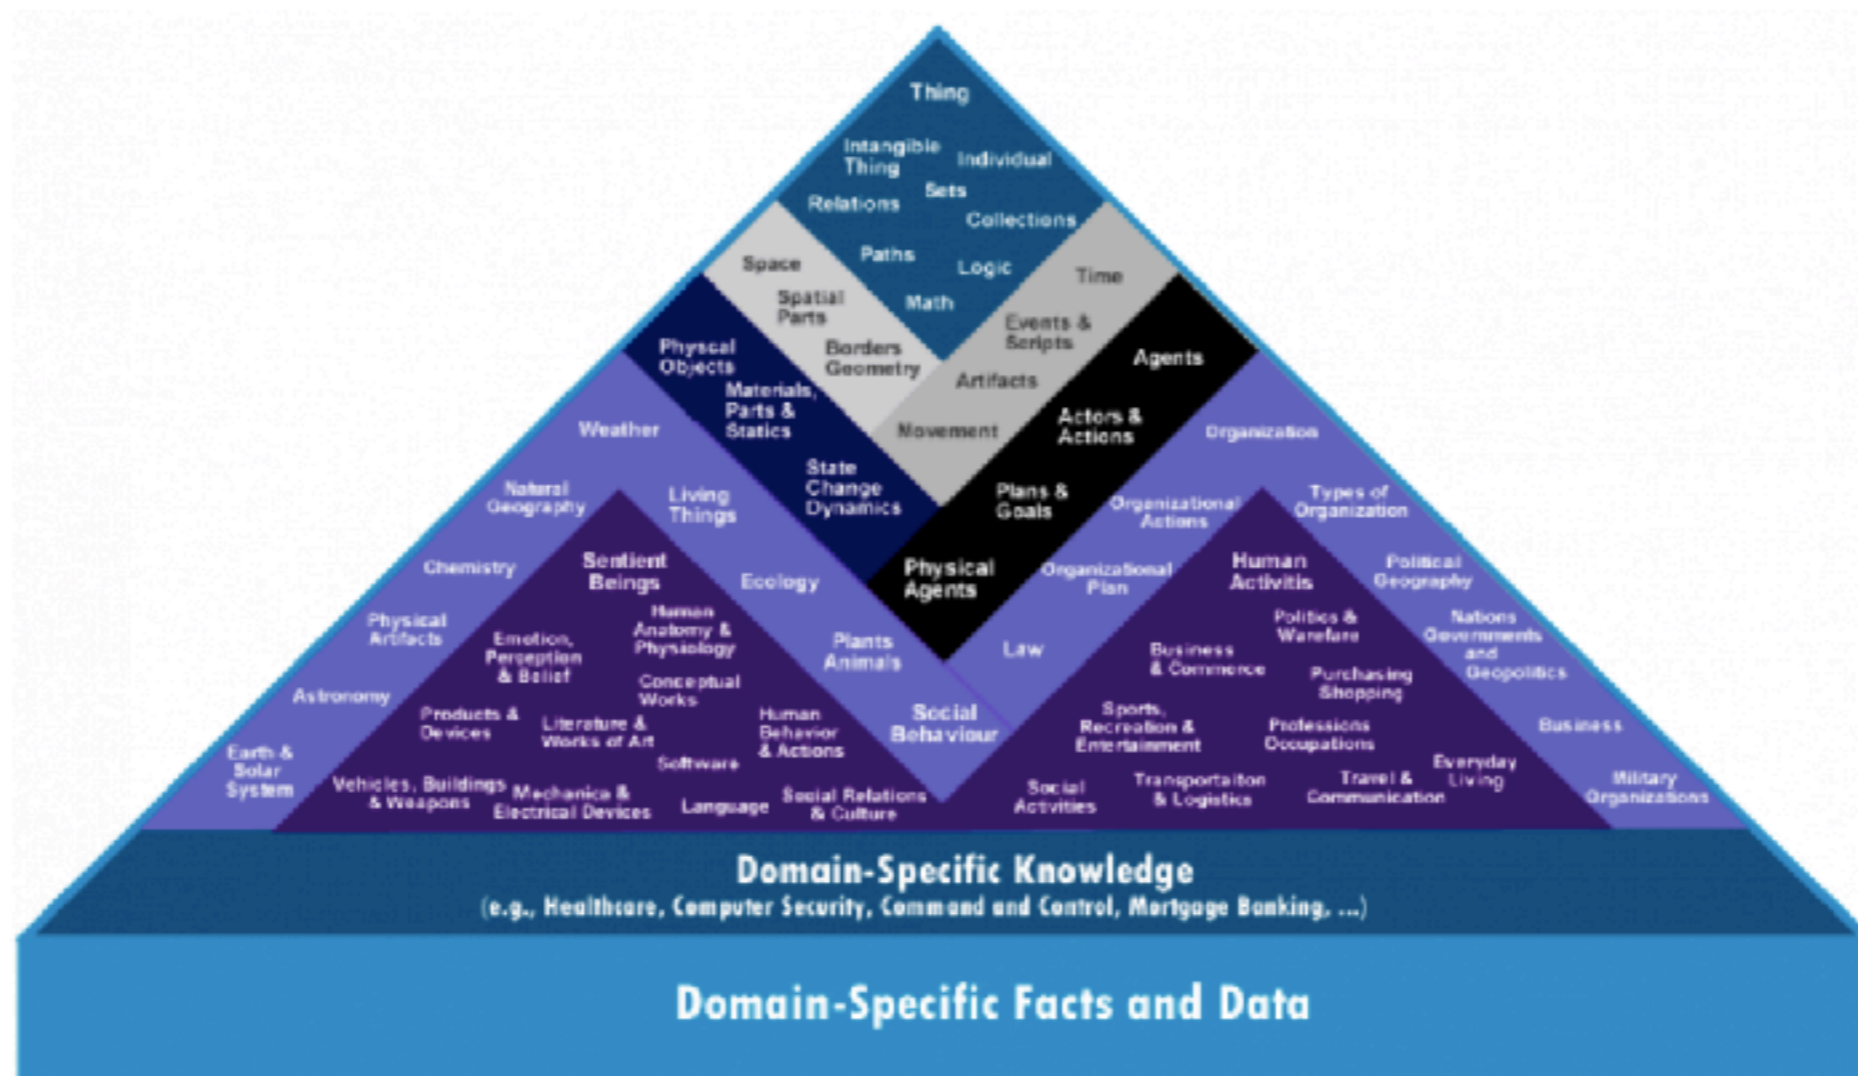 Thing
Intangible
Thing
Individual
Sets
Relations
Collections
Paths
Logic
Math
Space
Spatial
Parts
Borders
Geometry
Time
Events &
Scripts
Artifacts
Movement
Physcal
Objects
Materials,
Parts &
Statics
State
Change
Dynamics
Agents
Actors &
Actions
Plans &
Goals
Physical
Agents
Weather
Natural
Geography
Living
Things
Chemistry
Ecology
Physical
Artifacts
Plants
Animals
Astronomy
Social
Behaviour
Earth &
Solar
System
Sentient
Beings
Human
Anatomy &
Physiology
Emotion,
Perception
& Belief
Conceptual
Works
Products &
Devices
Literature &
Works of Art
Human
Behavior
& Actions
Software
Vehicles, Buildings
& Weapons
Mechanica &
Electrical Devices
Language
Social Relations
& Culture
Organization
Organizational
Actions
Types of
Organization
Organizational
Plan
Political
Geography
Law
Nations
Governments
and
Geopolitics
Business
Military
Organizations
Human
Activitis
Politics &
Warefare
Business
& Commerce
Purchasing
Shopping
Sports,
Recreation &
Entertainment
Professions
Occupations
Everyday
Living
Social
Activities
Transportaiton
& Logistics
Travel &
Communication
Domain-Specific Knowledge
(e.g., Healthcare, Computer Security, Command and Control, Mortgage Banking, ...)
Domain-Specific Facts and Data